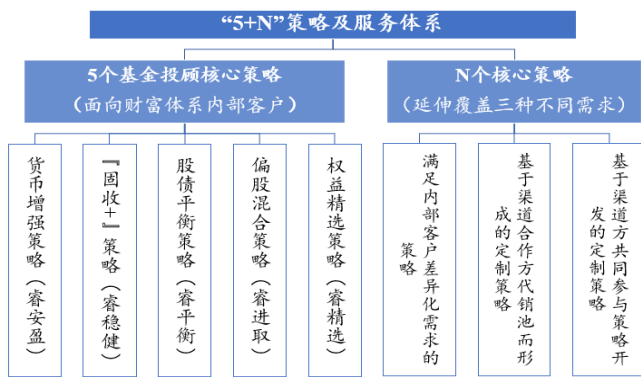 “5+N”策略及服务体系
5个基金投顾核心策略
（面向财富体系内部客户）
N个核心策略
（延伸覆盖三种不同需求）
货币增强策略（睿安盈）
『固收+』策略（睿稳健）
股债平衡策略（睿平衡）
偏股混合策略（睿进取）
权益精选策略（睿精选）
满足内部客户差异化需求的
策略
基于渠道合作方代销池而形
成的定制策略
基于渠道方共同参与策略开
发的定制策略